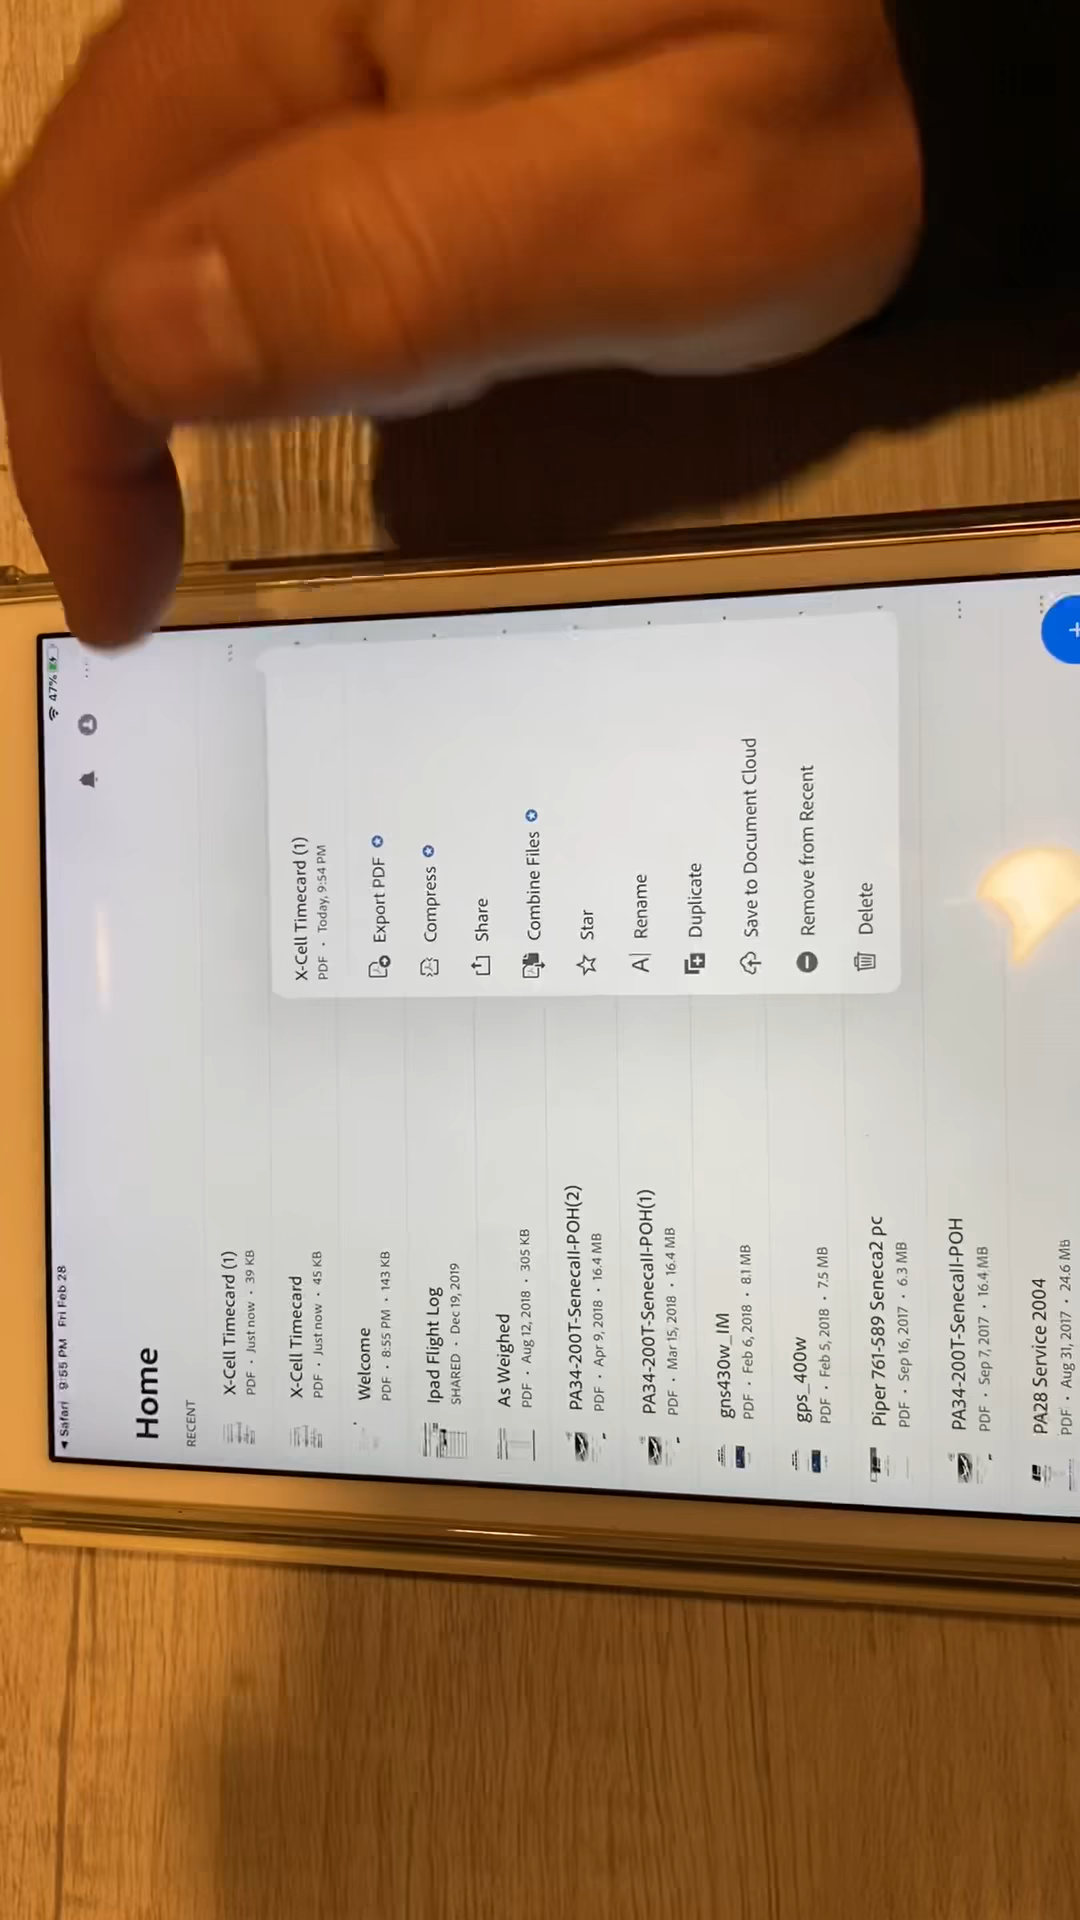 Safari 9:55 PM Fri Feb 28
47%
Home
RECENT
X-Cell Timecard (1)
PDF · Just now · 39 KB
X-Cell Timecard
PDF · Just now · 45 KB
Welcome
PDF · 8:55 PM · 143 KB
Ipad Flight Log
SHARED · Dec 19, 2019
As Weighed
PDF · Aug 12, 2018 · 305 KB
PA34-200T-SenecaII-POH(2)
PDF · Apr 9, 2018 · 16.4 MB
PA34-200T-SenecaII-POH(1)
PDF · Mar 15, 2018 · 16.4 MB
gns430w_IM
PDF · Feb 6, 2018 · 8.1 MB
gps_400w
PDF · Feb 5, 2018 · 7.5 MB
Piper 761-589 Seneca2 pc
PDF · Sep 16, 2017 · 6.3 MB
PA34-200T-SenecaII-POH
PDF · Sep 7, 2017 · 16.4 MB
PA28 Service 2004
PDF · Aug 31, 2017 · 24.6 MB
X-Cell Timecard (1)
PDF · Today, 9:54 PM
Export PDF
Compress
Share
Combine Files
Star
Rename
Duplicate
Save to Document Cloud
Remove from Recent
Delete